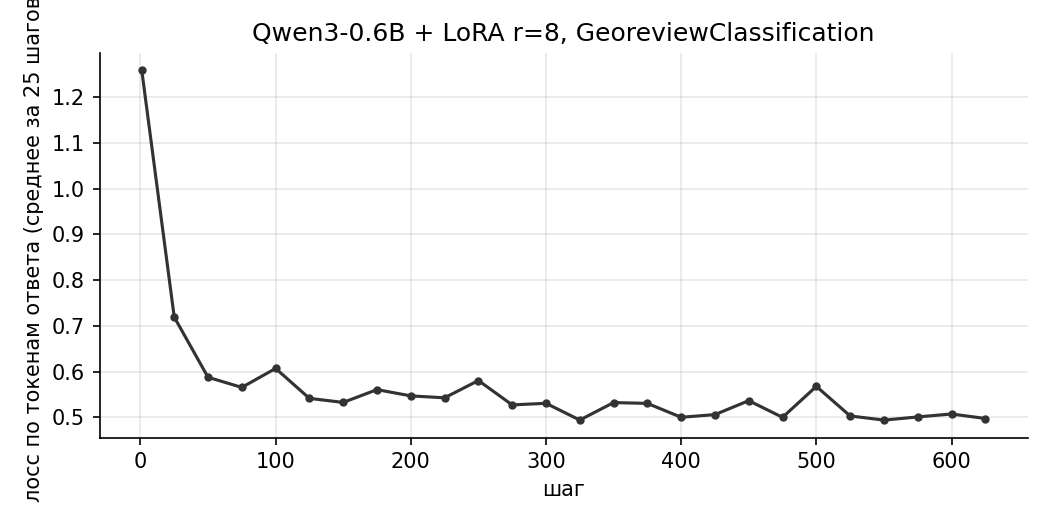 Qwen3-0.6B + LoRA r=8, GeoreviewClassification
лосс по токенам ответа (среднее за 25 шагов
1.2
1.1
1.0
0.9
0.8
0.7
0.6
0.5
0 100 200 300 400 500 600
шаг